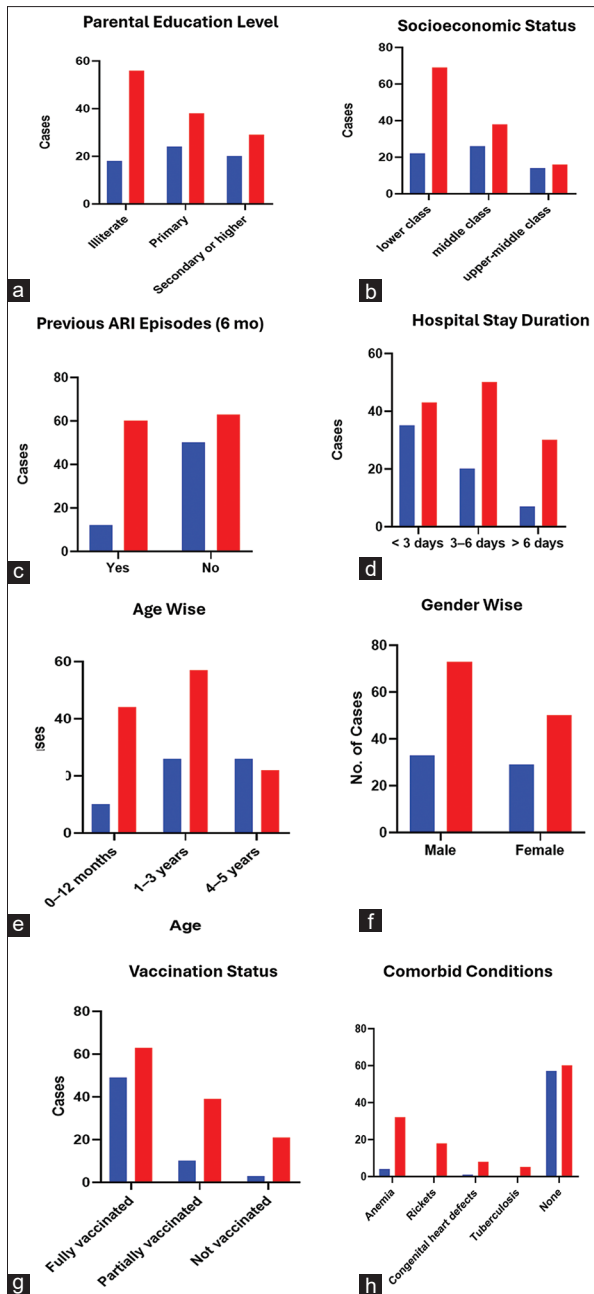 Parental Education Level
60
40
20
0
Cases
Illiterate
Primary
Secondary or higher
a
Socioeconomic Status
80
60
40
20
0
Cases
lower class
middle class
upper-middle class
b
Previous ARI Episodes (6 mo)
80
60
40
20
0
Cases
Yes
No
c
Hospital Stay Duration
60
40
20
0
Cases
< 3 days
3–6 days
> 6 days
d
Age Wise
60
40
0
0
ses
0–12 months
1–3 years
4–5 years
Age
e
Gender Wise
80
60
40
20
0
No. of Cases
Male
Female
f
Vaccination Status
80
60
40
20
0
Cases
Fully vaccinated
Partially vaccinated
Not vaccinated
g
Comorbid Conditions
80
60
40
20
0
Cases
Anemia
Rickets
Congenital heart defects
Tuberculosis
None
h